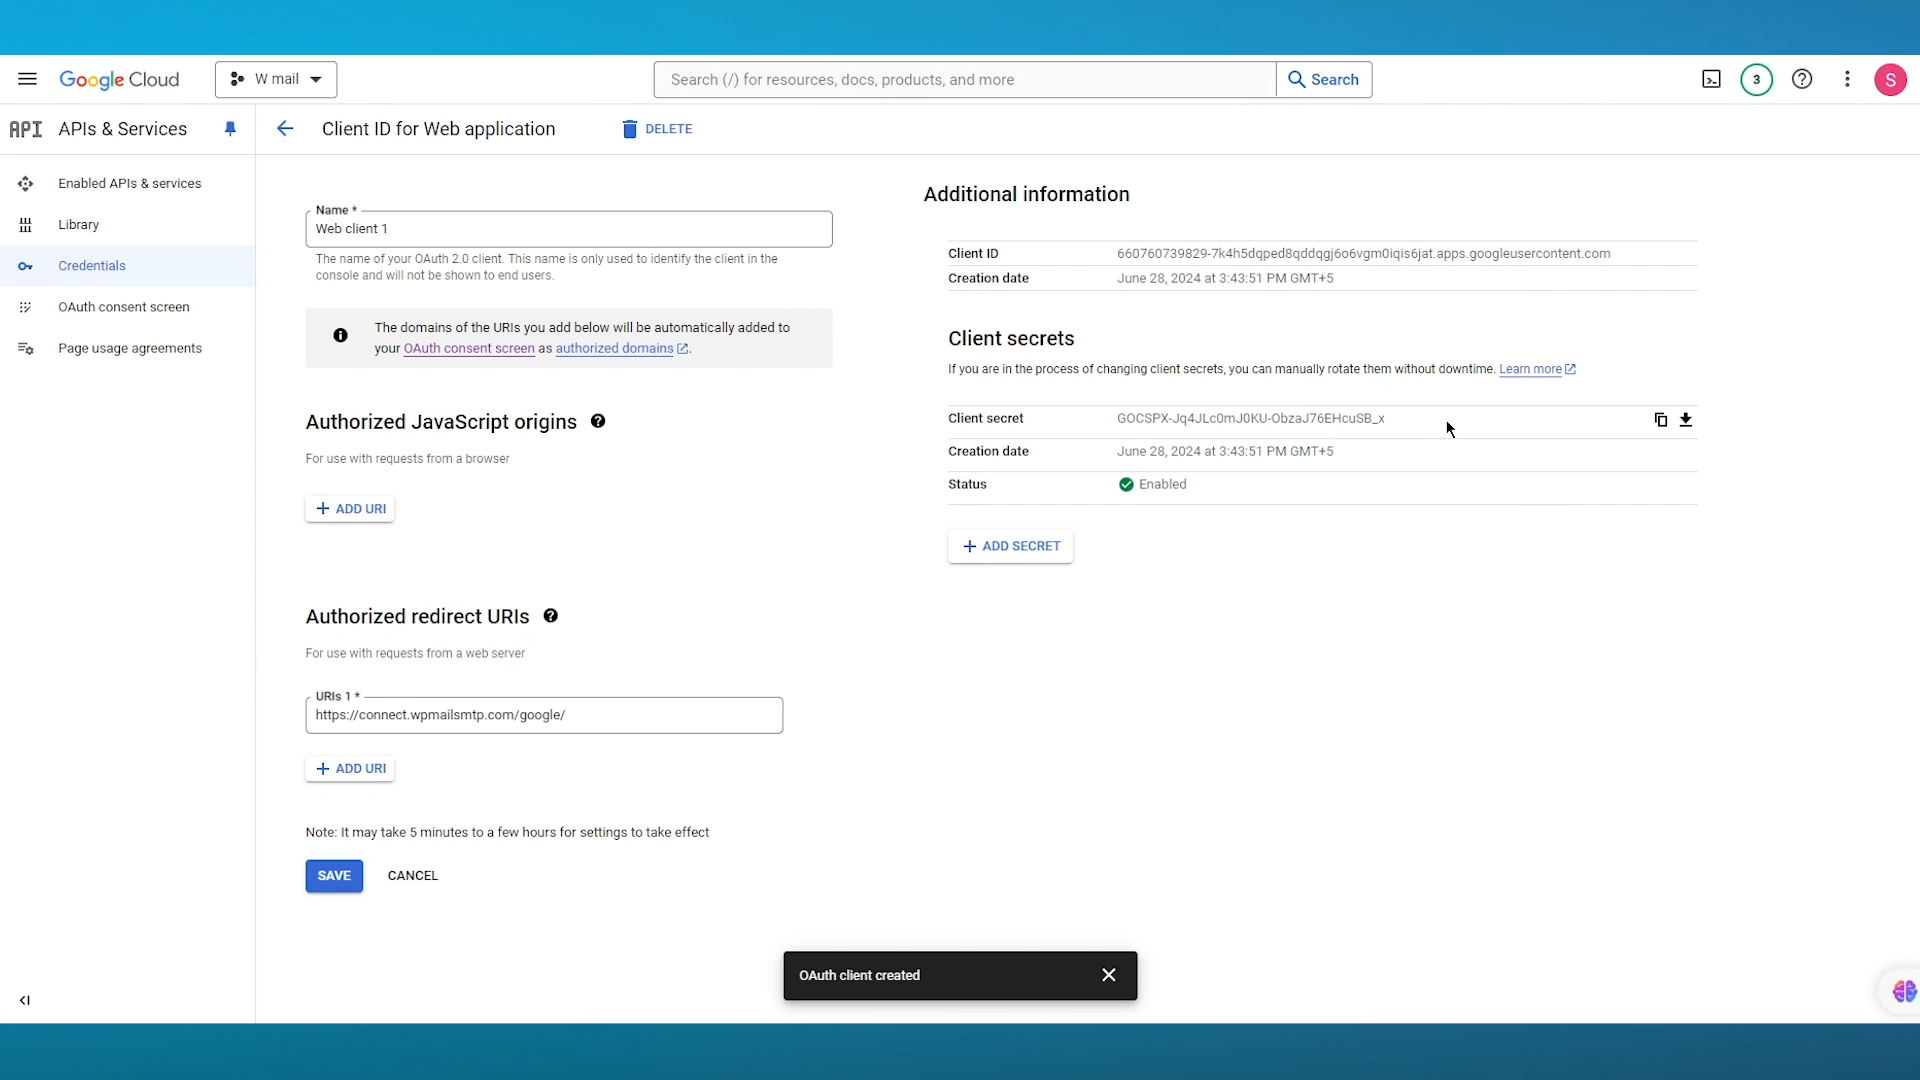 Google Cloud
W mail
Search (/) for resources, docs, products, and more
Search
3
S
API APIs & Services
Client ID for Web application
DELETE
Enabled APIs & services
Library
Credentials
OAuth consent screen
Page usage agreements
Name *
Web client 1
The name of your OAuth 2.0 client. This name is only used to identify the client in the
console and will not be shown to end users.
The domains of the URIs you add below will be automatically added to
your OAuth consent screen as authorized domains.
Authorized JavaScript origins
For use with requests from a browser
ADD URI
Authorized redirect URIs
For use with requests from a web server
URIs 1 *
https://connect.wpmailsmtp.com/google/
ADD URI
Note: It may take 5 minutes to a few hours for settings to take effect
SAVE
CANCEL
Additional information
Client ID 660760739829-7k4h5dqped8qddqgj6o6vgm0iqis6jat.apps.googleusercontent.com
Creation date June 28, 2024 at 3:43:51 PM GMT+5
Client secrets
If you are in the process of changing client secrets, you can manually rotate them without downtime. Learn more
Client secret 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
Creation date June 28, 2024 at 3:43:51 PM GMT+5
Status Enabled
ADD SECRET
OAuth client created